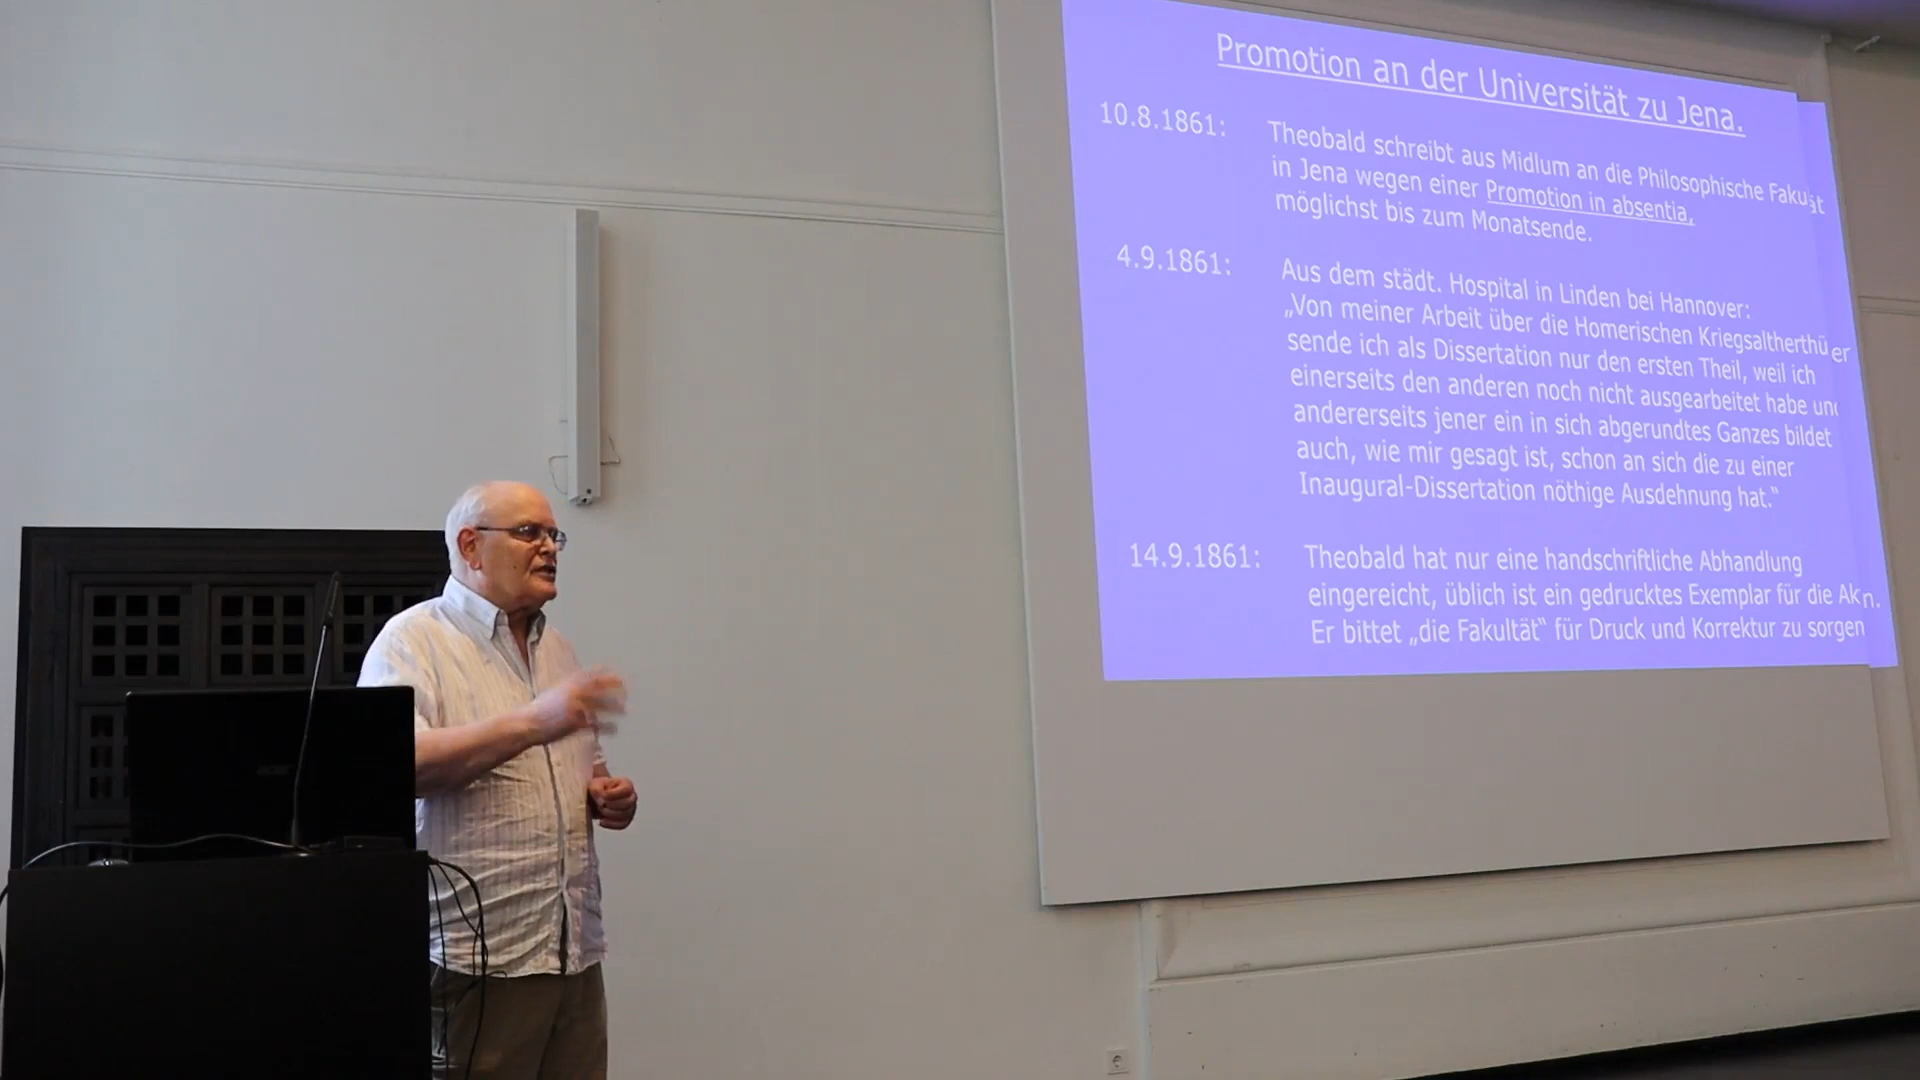 Promotion an der Universität zu Jena.
10.8.1861: Theobald schreibt aus Midlum an die Philosophische
in Jena wegen einer Promotion in absentia,
möglichst bis zum Monatsende.
4.9.1861: Aus dem städt. Hospital in Linden bei Hannover:
„Von meiner Arbeit über die Homerischen
sende ich als Dissertation nur den ersten Theil, weil ich
einerseits den anderen noch nicht ausgearbeitet habe und
andererseits jener ein in sich abgerundtes Ganzes bildet
auch, wie mir gesagt ist, schon an sich die zu einer
Inaugural-Dissertation nöthige Ausdehnung hat.“
14.9.1861: Theobald hat nur eine handschriftliche Abhandlung
eingereicht, üblich ist ein gedrucktes Exemplar für die
Er bittet „die Fakultät“ für Druck und Korrektur zu sorgen